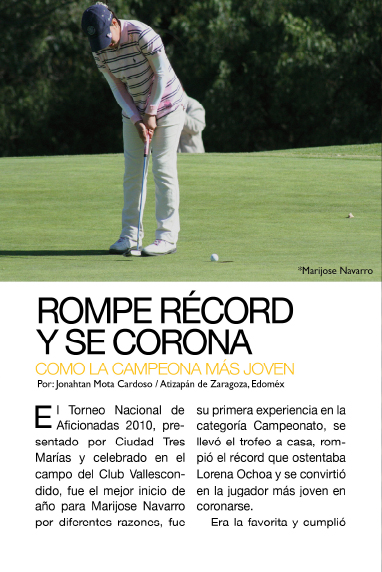 *Marijose Navarro
ROMPE RÉCORD
Y SE CORONA
COMO LA CAMPEONA MÁS JOVEN
Por: Jonahtan Mota Cardoso / Atizapán de Zaragoza, Edoméx
El Torneo Nacional de
Aficionadas 2010, pre-
sentado por Ciudad Tres
Marías y celebrado en el
campo del Club Vallescon-
dido, fue el mejor inicio de
año para Marijose Navarro
por diferentes razones, fue
su primera experiencia en la
categoría Campeonato, se
llevó el trofeo a casa, rom-
pió el récord que ostentaba
Lorena Ochoa y se convirtió
en la jugador más joven en
coronarse.
Era la favorita y cumplió